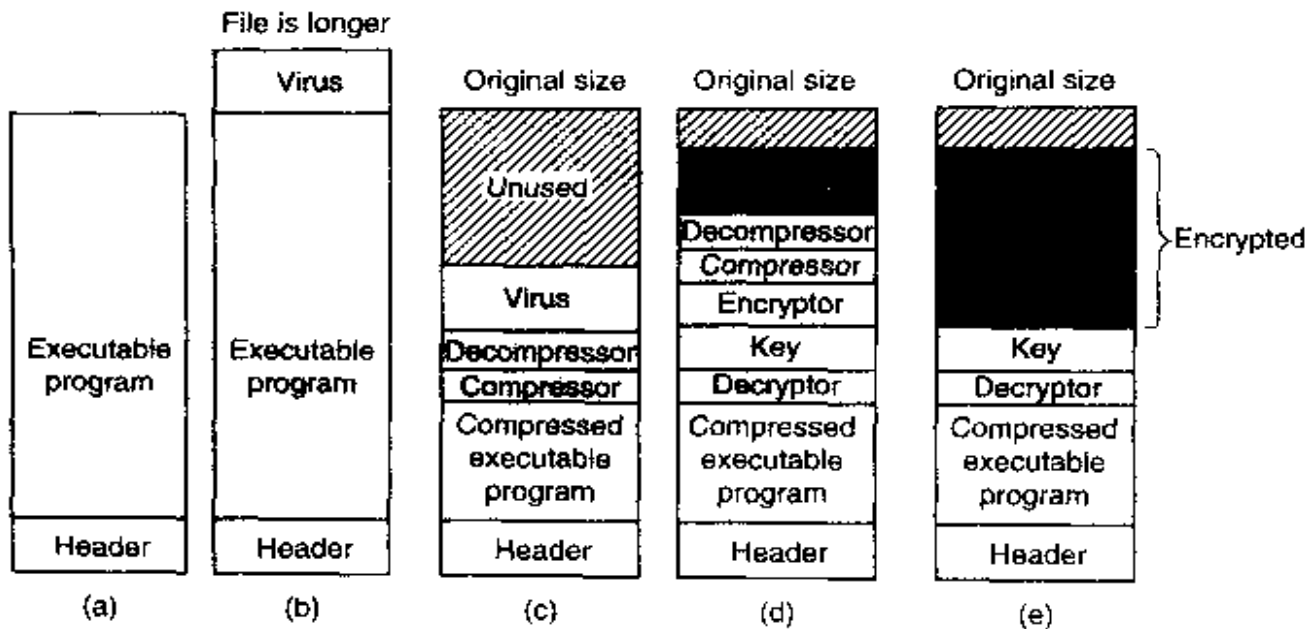 File is longer
Executable
program
Header
(a)
Virus
Executable
program
Header
(b)
Original size
Unused
Virus
Decompressor
Compressor
Compressed
executable
program
Header
(c)
Original size
Decompressor
Compressor
Encryptor
Key
Decryptor
Compressed
executable
program
Header
(d)
Original size
Encrypted
Key
Decryptor
Compressed
executable
program
Header
(e)